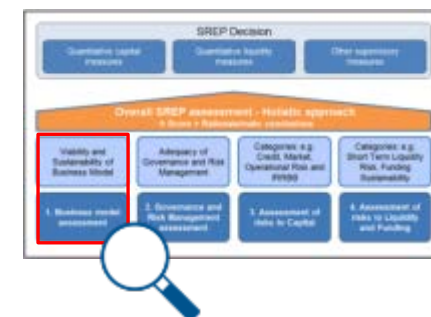 SREP Decision
Quantitative capital
measures
Quantitative liquidity
measures
Other supervisory
measures
Overall SREP assessment - Holistic approach
Viability and
Sustainability of
Business Model
Adequacy of
Governance and Risk
Management
Categories: e.g.
Credit, Market,
Operational Risk and
IRRBB
Categories: e.g.
Short Term Liquidity
Risk, Funding
Sustainability
1. Business model
assessment
2. Governance and
Risk Management
assessment
3. Assessment of
risks to Capital
4. Assessment of
risks to Liquidity
and Funding